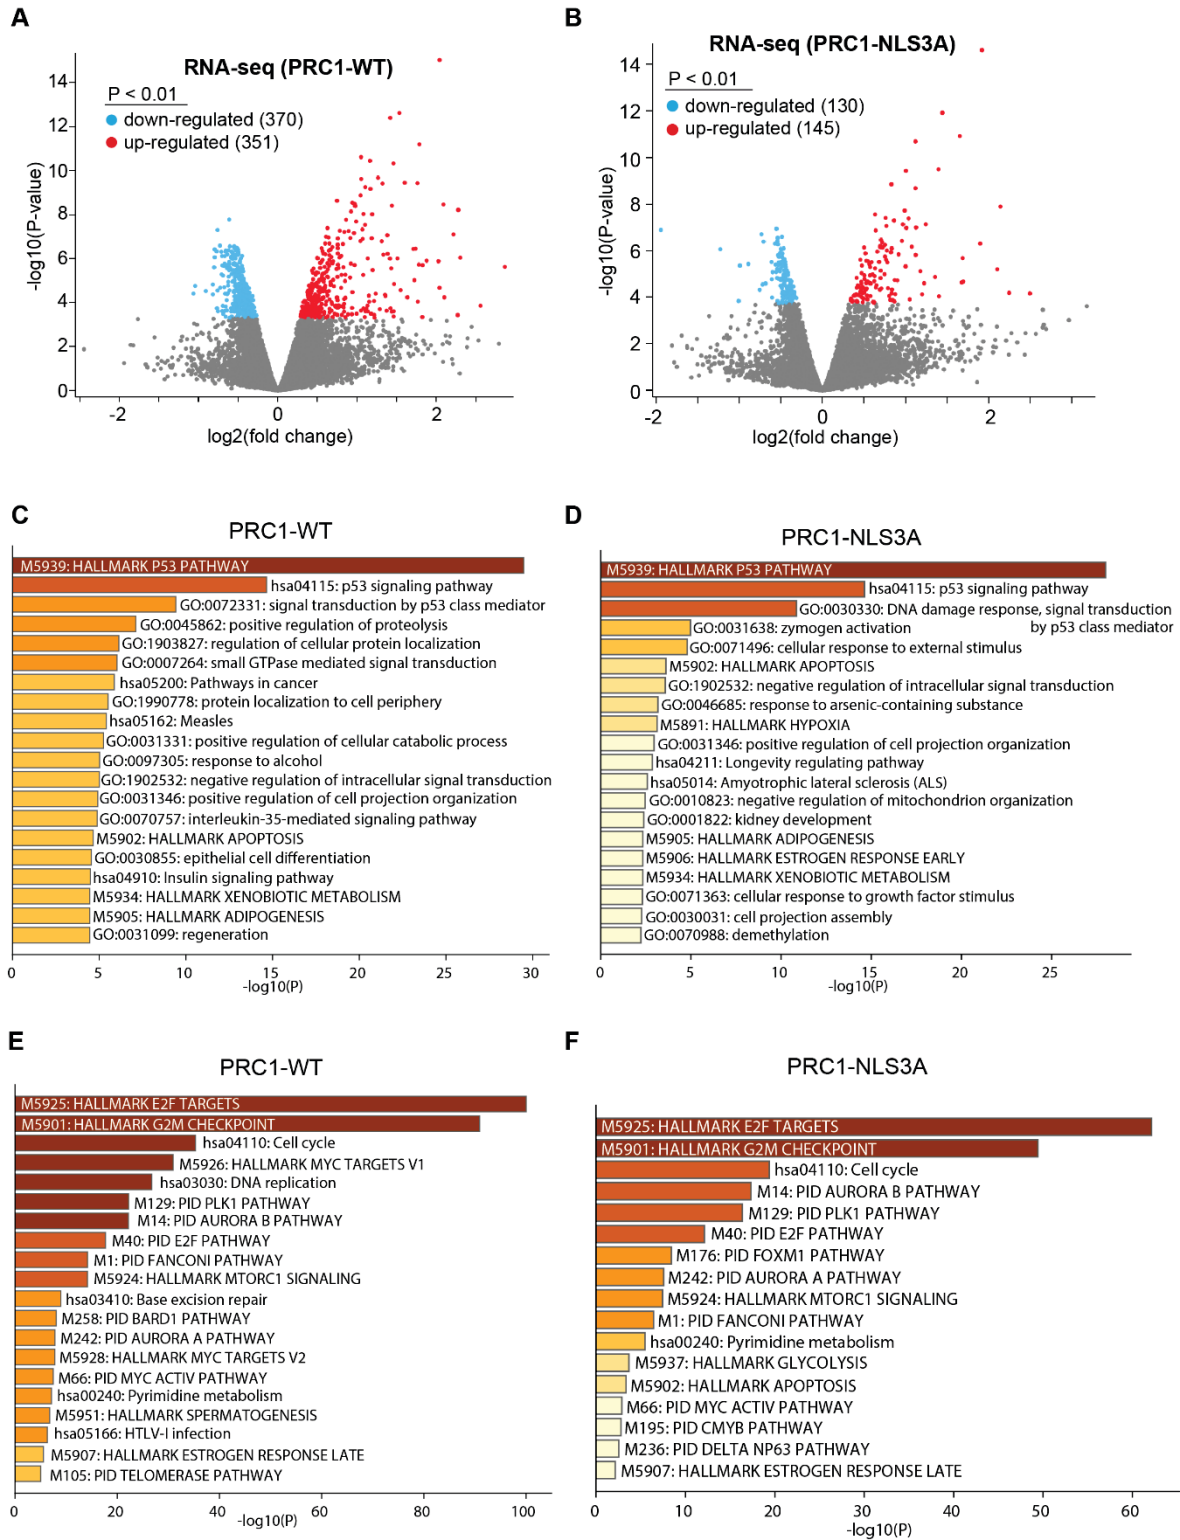 A
RNA-seq (PRC1-WT)
P < 0.01
down-regulated (370)
up-regulated (351)
-log10(P-value)
14
12
10
8
6
4
2
0
-2
0
2
log2(fold change)
B
RNA-seq (PRC1-NLS3A)
P < 0.01
down-regulated (130)
up-regulated (145)
-log10(P-value)
14
12
10
8
6
4
2
0
-2
0
2
log2(fold change)
C
PRC1-WT
M5939: HALLMARK P53 PATHWAY
hsa04115: p53 signaling pathway
GO:0072331: signal transduction by p53 class mediator
GO:0045862: positive regulation of proteolysis
GO:1903827: regulation of cellular protein localization
GO:0007264: small GTPase mediated signal transduction
hsa05200: Pathways in cancer
GO:1990778: protein localization to cell periphery
hsa05162: Measles
GO:0031331: positive regulation of cellular catabolic process
GO:0097305: response to alcohol
GO:1902532: negative regulation of intracellular signal transduction
GO:0031346: positive regulation of cell projection organization
GO:0070757: interleukin-35-mediated signaling pathway
M5902: HALLMARK APOPTOSIS
GO:0030855: epithelial cell differentiation
hsa04910: Insulin signaling pathway
M5934: HALLMARK XENOBIOTIC METABOLISM
M5905: HALLMARK ADIPOGENESIS
GO:0031099: regeneration
0 5 10 15 20 25 30
-log10(P)
D
PRC1-NLS3A
M5939: HALLMARK P53 PATHWAY
hsa04115: p53 signaling pathway
GO:0030330: DNA damage response, signal transduction
by p53 class mediator
GO:0031638: zymogen activation
GO:0071496: cellular response to external stimulus
M5902: HALLMARK APOPTOSIS
GO:1902532: negative regulation of intracellular signal transduction
GO:0046685: response to arsenic-containing substance
M5891: HALLMARK HYPOXIA
GO:0031346: positive regulation of cell projection organization
hsa04211: Longevity regulating pathway
hsa05014: Amyotrophic lateral sclerosis (ALS)
GO:0010823: negative regulation of mitochondrion organization
GO:0001822: kidney development
M5905: HALLMARK ADIPOGENESIS
M5906: HALLMARK ESTROGEN RESPONSE EARLY
M5934: HALLMARK XENOBIOTIC METABOLISM
GO:0071363: cellular response to growth factor stimulus
GO:0030031: cell projection assembly
GO:0070988: demethylation
0 5 10 15 20 25
-log10(P)
E
PRC1-WT
M5925: HALLMARK E2F TARGETS
M5901: HALLMARK G2M CHECKPOINT
hsa04110: Cell cycle
M5926: HALLMARK MYC TARGETS V1
hsa03030: DNA replication
M129: PID PLK1 PATHWAY
M14: PID AURORA B PATHWAY
M40: PID E2F PATHWAY
M1: PID FANCONI PATHWAY
M5924: HALLMARK MTORC1 SIGNALING
hsa03410: Base excision repair
M258: PID BARD1 PATHWAY
M242: PID AURORA A PATHWAY
M5928: HALLMARK MYC TARGETS V2
M66: PID MYC ACTIV PATHWAY
hsa00240: Pyrimidine metabolism
M5951: HALLMARK SPERMATOGENESIS
hsa05166: HTLV-I infection
M5907: HALLMARK ESTROGEN RESPONSE LATE
M105: PID TELOMERASE PATHWAY
0 20 40 60 80 100
-log10(P)
F
PRC1-NLS3A
M5925: HALLMARK E2F TARGETS
M5901: HALLMARK G2M CHECKPOINT
hsa04110: Cell cycle
M14: PID AURORA B PATHWAY
M129: PID PLK1 PATHWAY
M40: PID E2F PATHWAY
M176: PID FOXM1 PATHWAY
M242: PID AURORA A PATHWAY
M5924: HALLMARK MTORC1 SIGNALING
M1: PID FANCONI PATHWAY
hsa00240: Pyrimidine metabolism
M5937: HALLMARK GLYCOLYSIS
M5902: HALLMARK APOPTOSIS
M66: PID MYC ACTIV PATHWAY
M195: PID CMYB PATHWAY
M236: PID DELTA NP63 PATHWAY
M5907: HALLMARK ESTROGEN RESPONSE LATE
0 10 20 30 40 50 60
-log10(P)